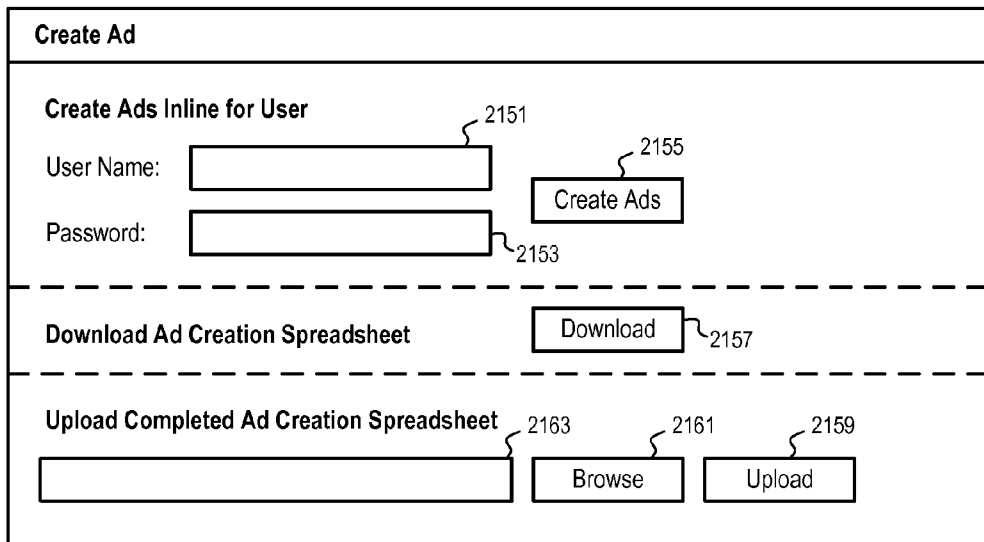 Create Ad
Create Ads Inline for User
2151
User Name:
2155
Create Ads
Password:
2153
Download Ad Creation Spreadsheet
Download
2157
Upload Completed Ad Creation Spreadsheet
2163
2161
2159
Browse
Upload